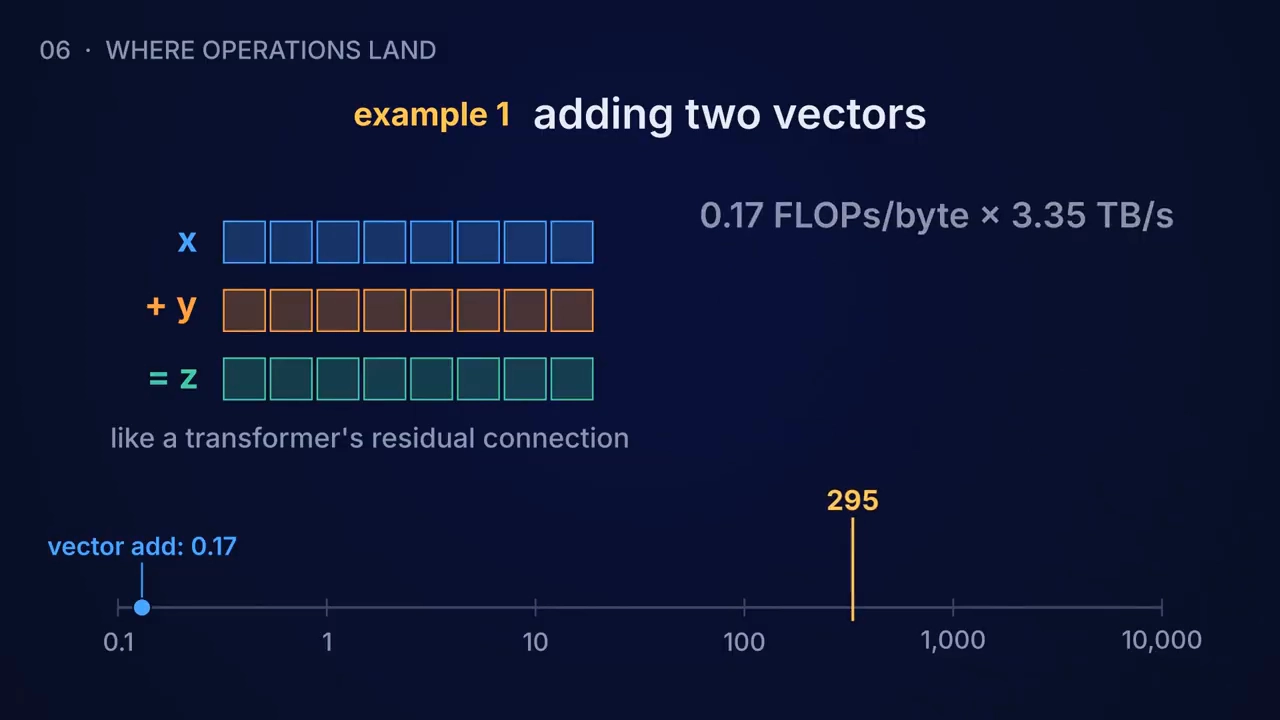 06 · WHERE OPERATIONS LAND
example 1 adding two vectors
0.17 FLOPs/byte × 3.35 TB/s
x
+ y
= z
like a transformer's residual connection
295
vector add: 0.17
0.1 1 10 100 1,000 10,000